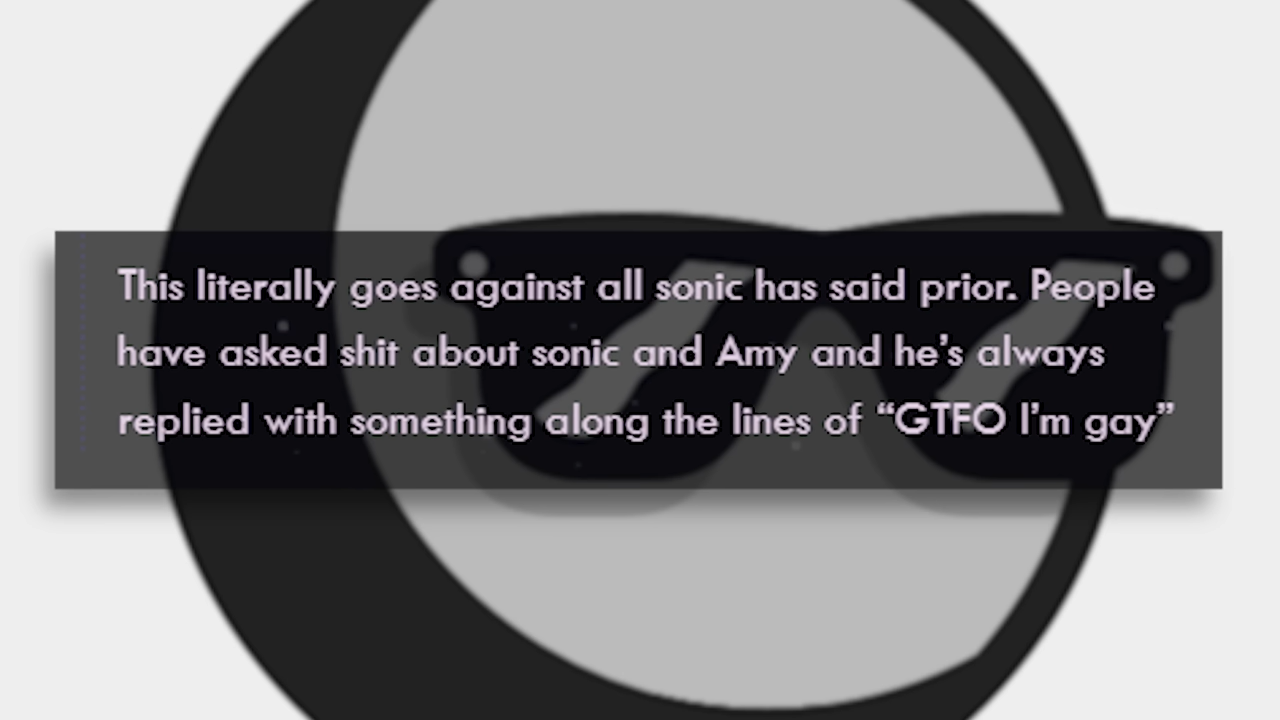 This literally goes against all sonic has said prior. People
have asked shit about sonic and Amy and he's always
replied with something along the lines of “GTFO I'm gay”